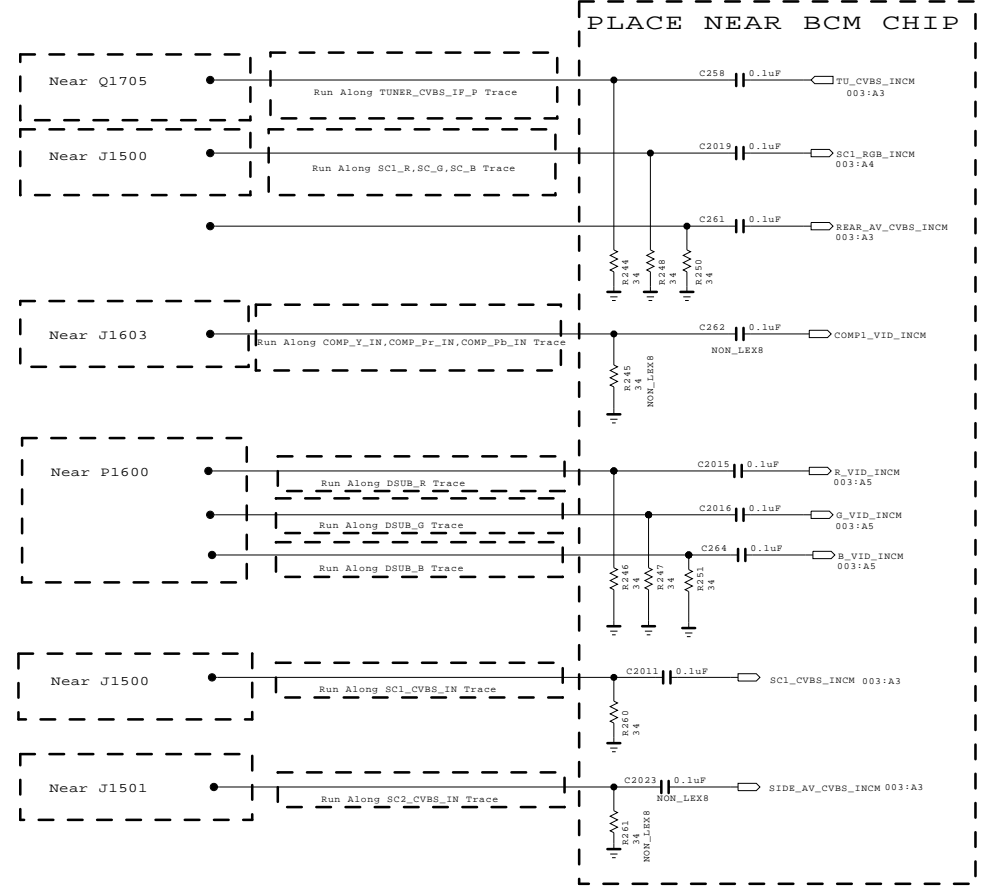 PLACE NEAR BCM CHIP
Near Q1705
Run Along TUNER_CVBS_IF_P Trace
C258
0.1uF
TU_CVBS_INCM
003:A3
Near J1500
Run Along SC1_R,SC_G,SC_B Trace
C2019
0.1uF
SC1_RGB_INCM
003:A4
C261
0.1uF
REAR_AV_CVBS_INCM
003:A3
R244
34
R248
34
R250
34
Near J1603
Run Along COMP_Y_IN,COMP_Pr_IN,COMP_Pb_IN Trace
C262
0.1uF
NON_LEX8
COMP1_VID_INCM
R245
34
NON_LEX8
Near P1600
Run Along DSUB_R Trace
C2015
0.1uF
R_VID_INCM
003:A5
Run Along DSUB_G Trace
C2016
0.1uF
G_VID_INCM
003:A5
Run Along DSUB_B Trace
C264
0.1uF
B_VID_INCM
003:A5
R246
34
R247
34
R251
34
Near J1500
Run Along SC1_CVBS_IN Trace
C2011
0.1uF
SC1_CVBS_INCM 003:A3
R260
34
Near J1501
Run Along SC2_CVBS_IN Trace
C2023
0.1uF
NON_LEX8
SIDE_AV_CVBS_INCM 003:A3
R261
34
NON_LEX8